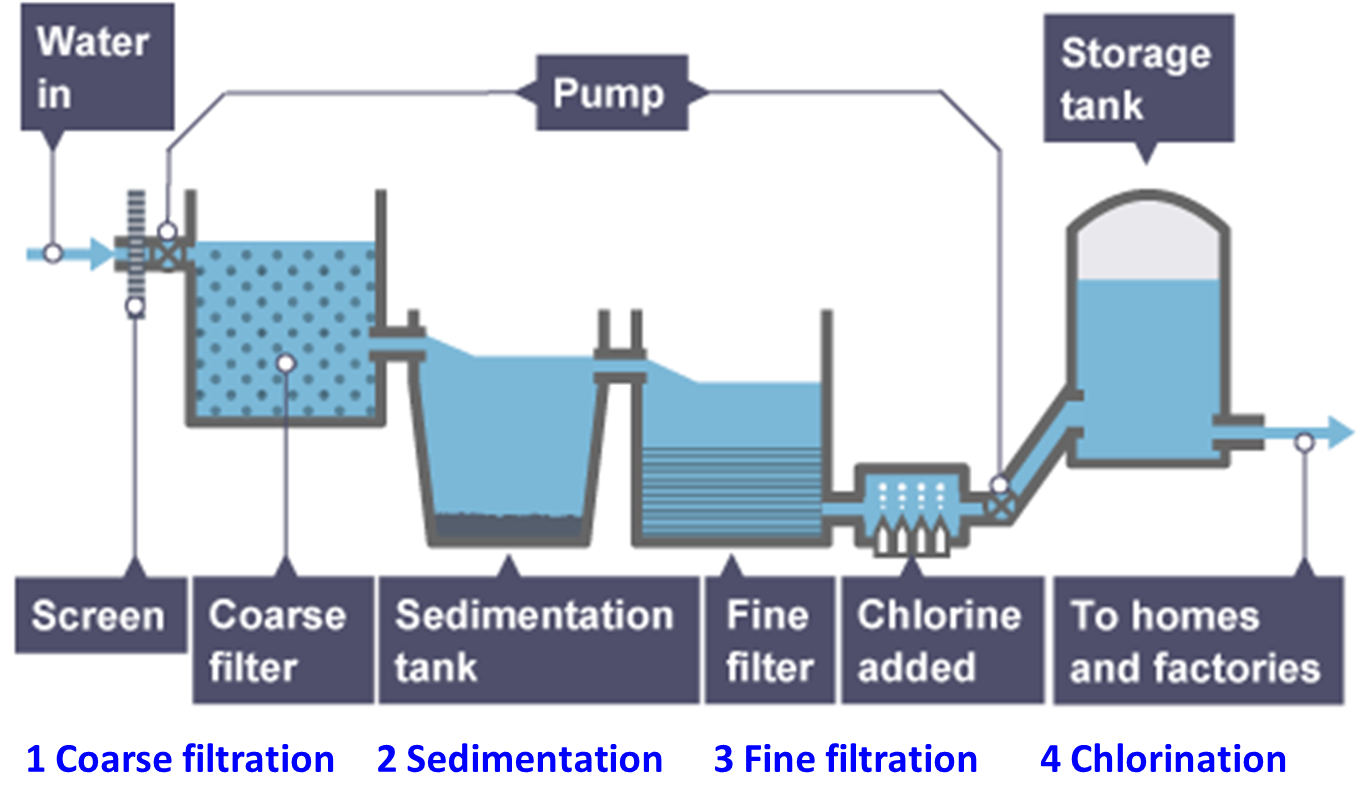 Water
in
Pump
Storage
tank
Screen
Coarse
filter
Sedimentation
tank
Fine
filter
Chlorine
added
To homes
and factories
1 Coarse filtration
2 Sedimentation
3 Fine filtration
4 Chlorination